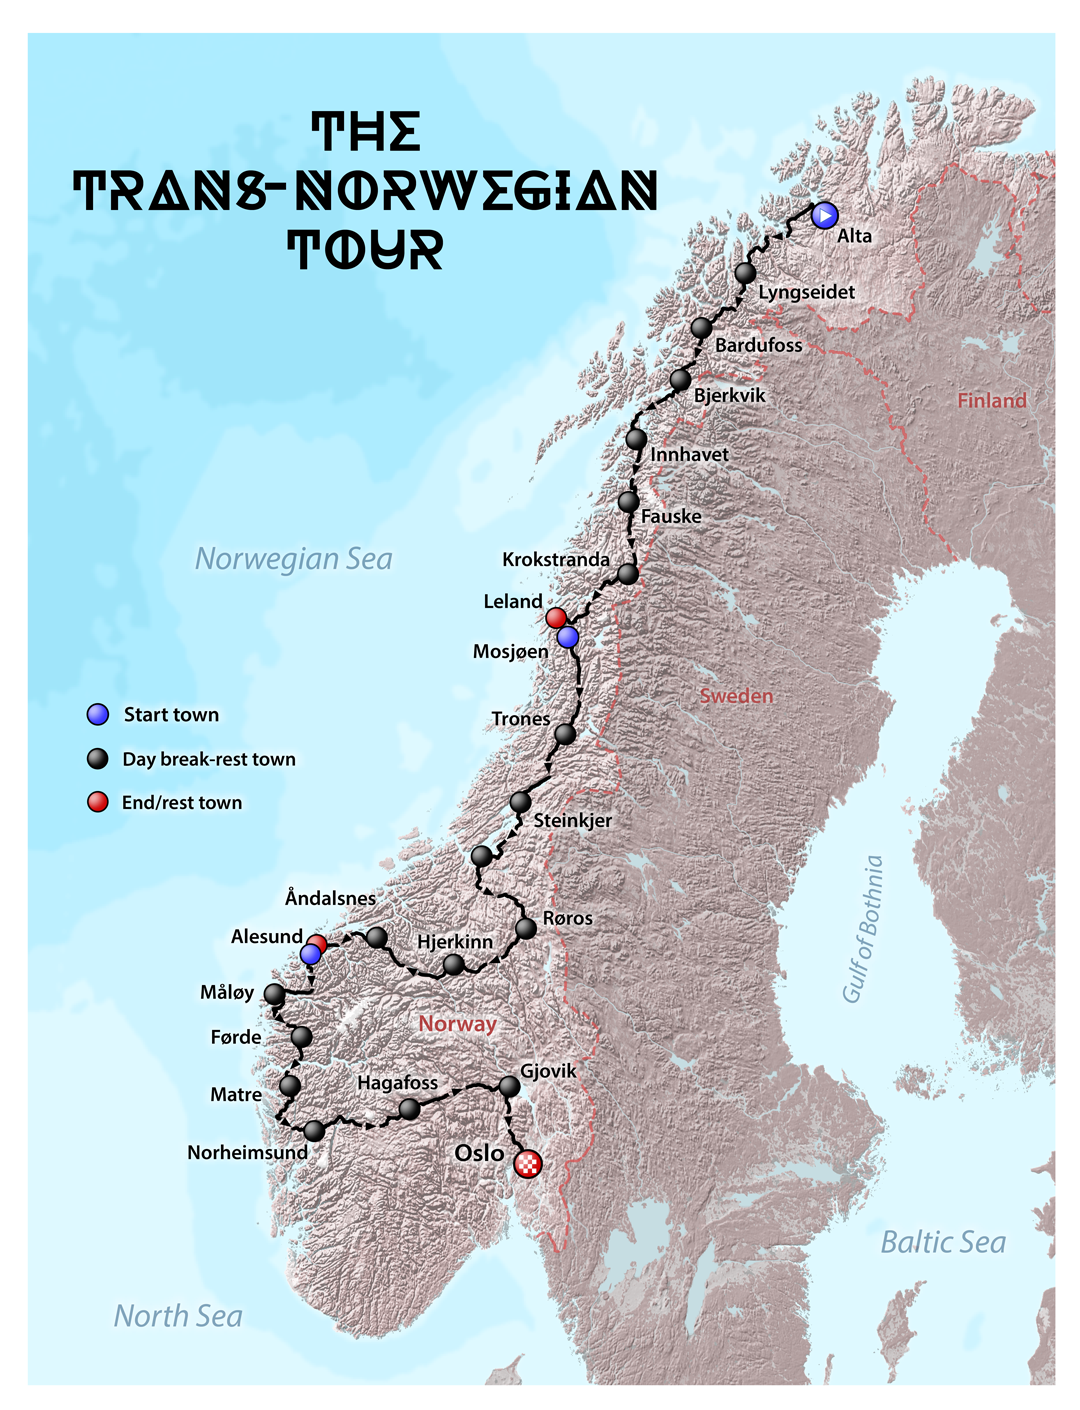 THE
TRANS-NORWEGIAN
TOUR
Alta
Lyngseidet
Bardufoss
Bjerkvik
Finland
Innhavet
Fauske
Norwegian Sea
Krokstranda
Leland
Mosjøen
Sweden
Start town
Trones
Day break-rest town
End/rest town
Steinkjer
Åndalsnes
Røros
Alesund
Hjerkinn
Gulf of Bothnia
Måløy
Norway
Førde
Gjovik
Hagafoss
Matre
Norheimsund
Oslo
Baltic Sea
North Sea